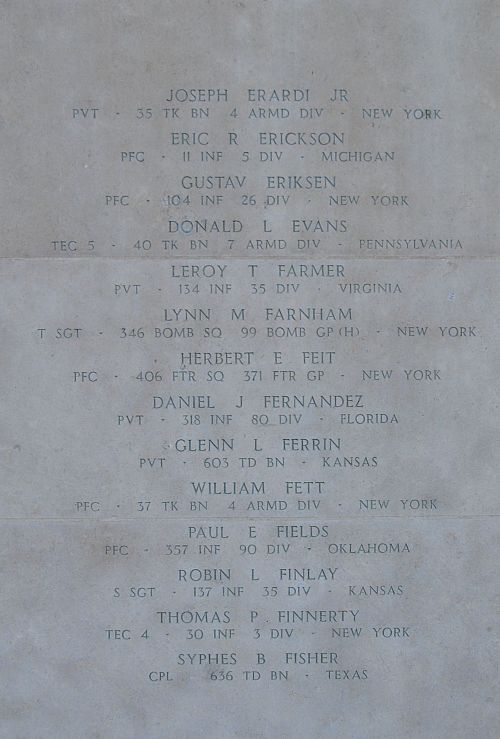 JOSEPH ERARDI JR
PVT · 35 TK BN 4 ARMD DIV · NEW YORK
ERIC R ERICKSON
PFC · 11 INF 5 DIV · MICHIGAN
GUSTAV ERIKSEN
PFC · 104 INF 26 DIV · NEW YORK
DONALD L EVANS
TEC 5 · 40 TK BN 7 ARMD DIV · PENNSYLVANIA
LEROY T FARMER
PVT · 134 INF 35 DIV · VIRGINIA
LYNN M FARNHAM
T SGT · 346 BOMB SQ 99 BOMB GP (H) · NEW YORK
HERBERT E FEIT
PFC · 406 FTR SQ 371 FTR GP · NEW YORK
DANIEL J FERNANDEZ
PVT · 318 INF 80 DIV · FLORIDA
GLENN L FERRIN
PVT · 603 TD BN · KANSAS
WILLIAM FETT
PFC · 37 TK BN 4 ARMD DIV · NEW YORK
PAUL E FIELDS
PFC · 357 INF 90 DIV · OKLAHOMA
ROBIN L FINLAY
S SGT · 137 INF 35 DIV · KANSAS
THOMAS P FINNERTY
TEC 4 · 30 INF 3 DIV · NEW YORK
SYPHES B FISHER
CPL · 636 TD BN · TEXAS